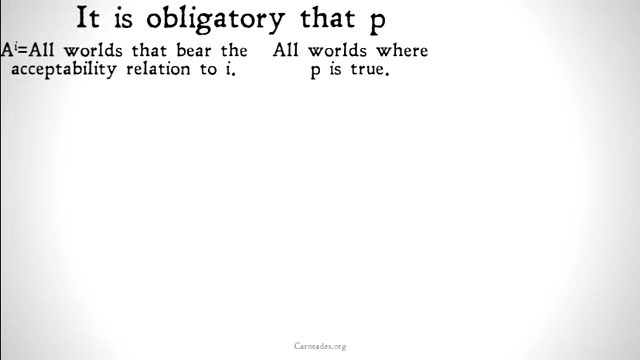 It is obligatory that p
Aⁱ=All worlds that bear the
acceptability relation to i.
All worlds where
p is true.
Carneades.org